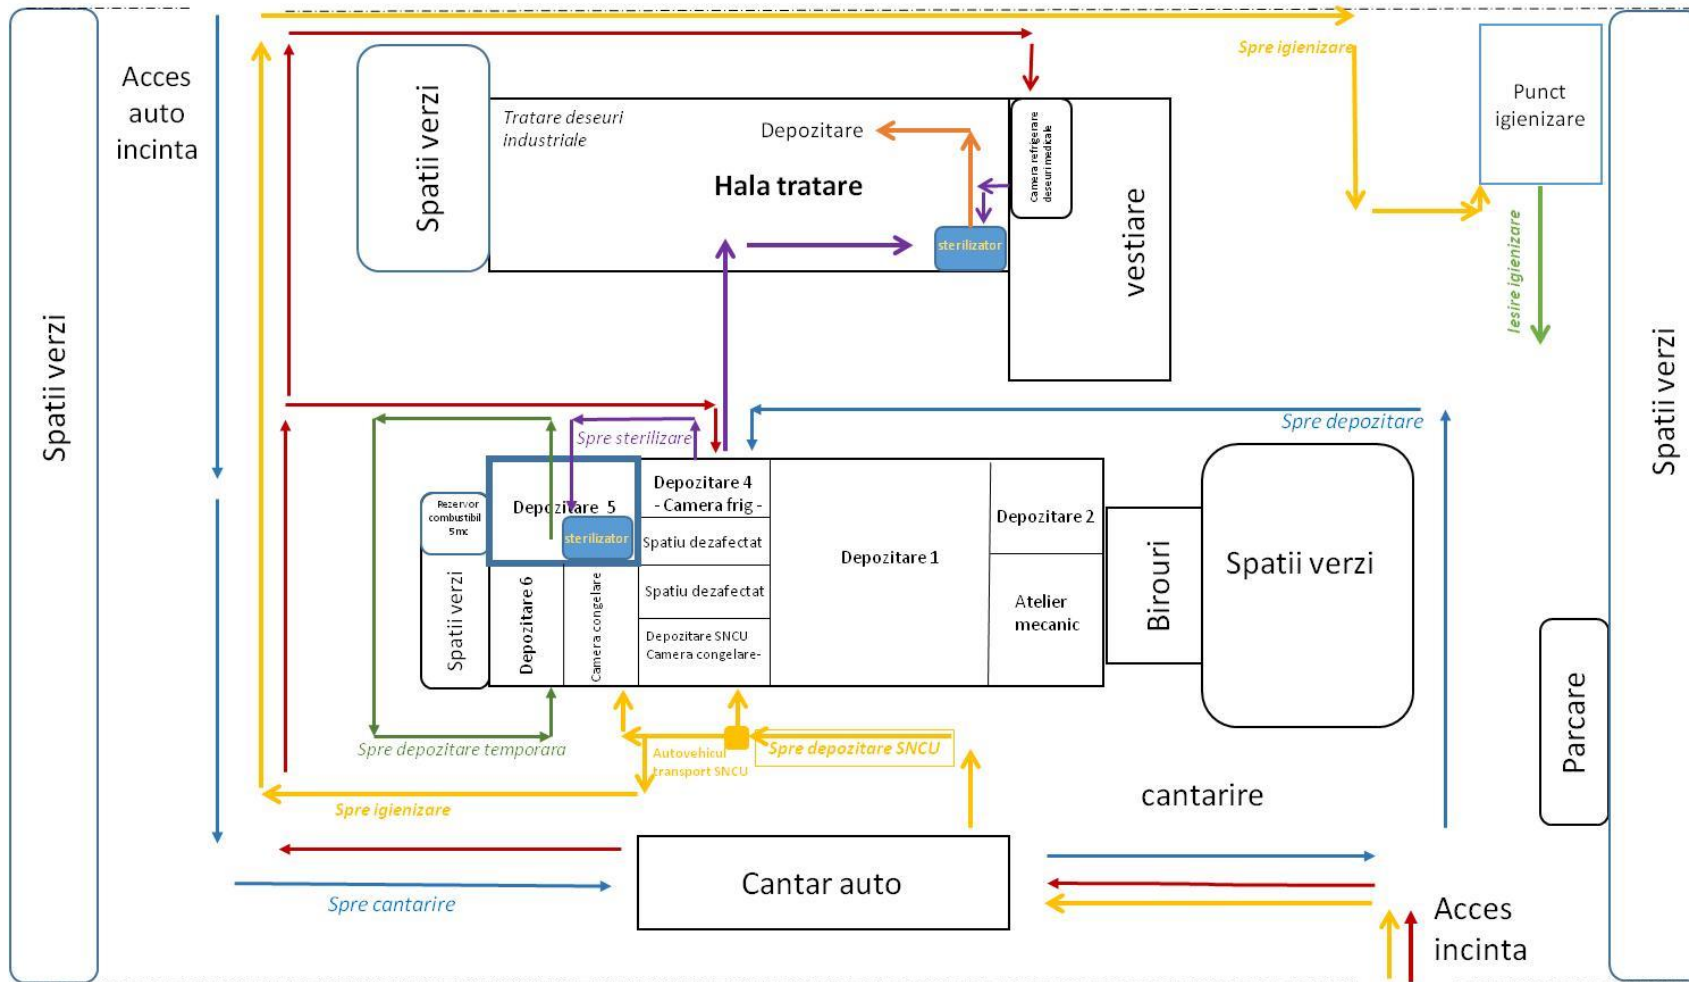 Spre igienizare
Acces
auto
incinta
Spatii verzi
Tratare deseuri
industriale
Depozitare
Hala tratare
sterilizator
Camera refrigerare
deseuri medicale
vestiare
Punct
igienizare
Iesire igienizare
Spatii verzi
Spatii verzi
Spre depozitare
Spre sterilizare
Rezervor
combustibil
5 mc
Spatii verzi
Depozitare 5
sterilizator
Depozitare 6
Camera congelare
Depozitare 4
- Camera frig -
Spatiu dezafectat
Spatiu dezafectat
Depozitare SNCU
Camera congelare-
Depozitare 1
Depozitare 2
Atelier
mecanic
Birouri
Spatii verzi
Parcare
Spre depozitare temporara
Autovehicul
transport SNCU
Spre depozitare SNCU
Spre igienizare
cantarire
Cantar auto
Spre cantarire
Acces
incinta